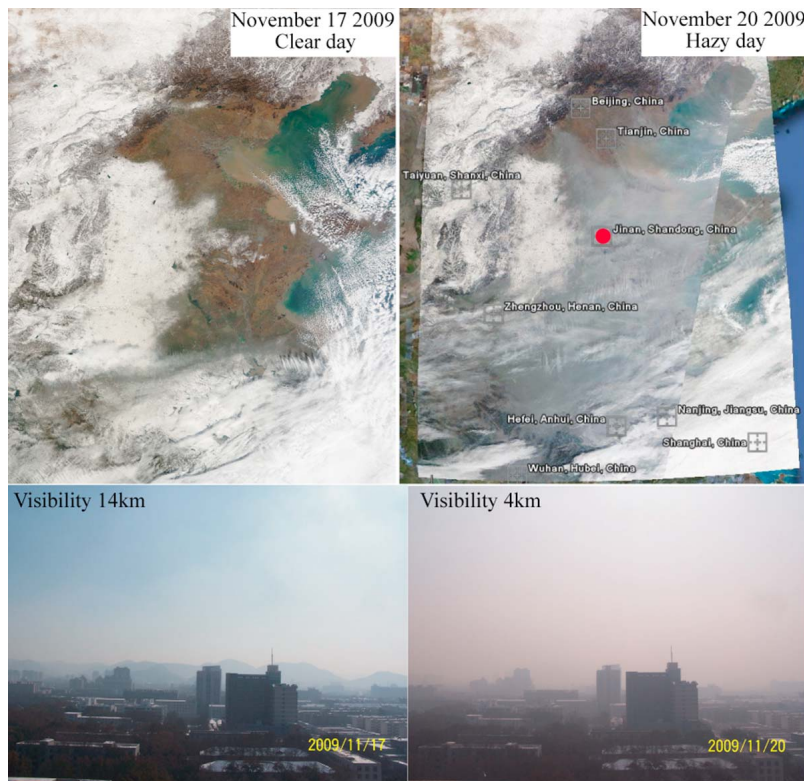 November 17 2009
Clear day
November 20 2009
Hazy day
Beijing, China
Tianjin, China
Taiyuan, Shanxi, China
Jinan, Shandong, China
Zhengzhou, Henan, China
Hefei, Anhui, China
Nanjing, Jiangsu, China
Shanghai, China
Wuhan, Hubei, China
Visibility 14km
Visibility 4km
2009/11/17
2009/11/20